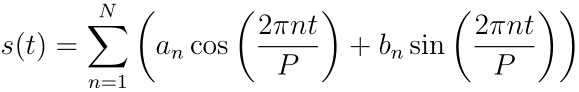 s(t) = \sum_{n=1}^{N} \left( a_n \cos \left( \frac{2\pi nt}{P} \right) + b_n \sin \left( \frac{2\pi nt}{P} \right) \right)